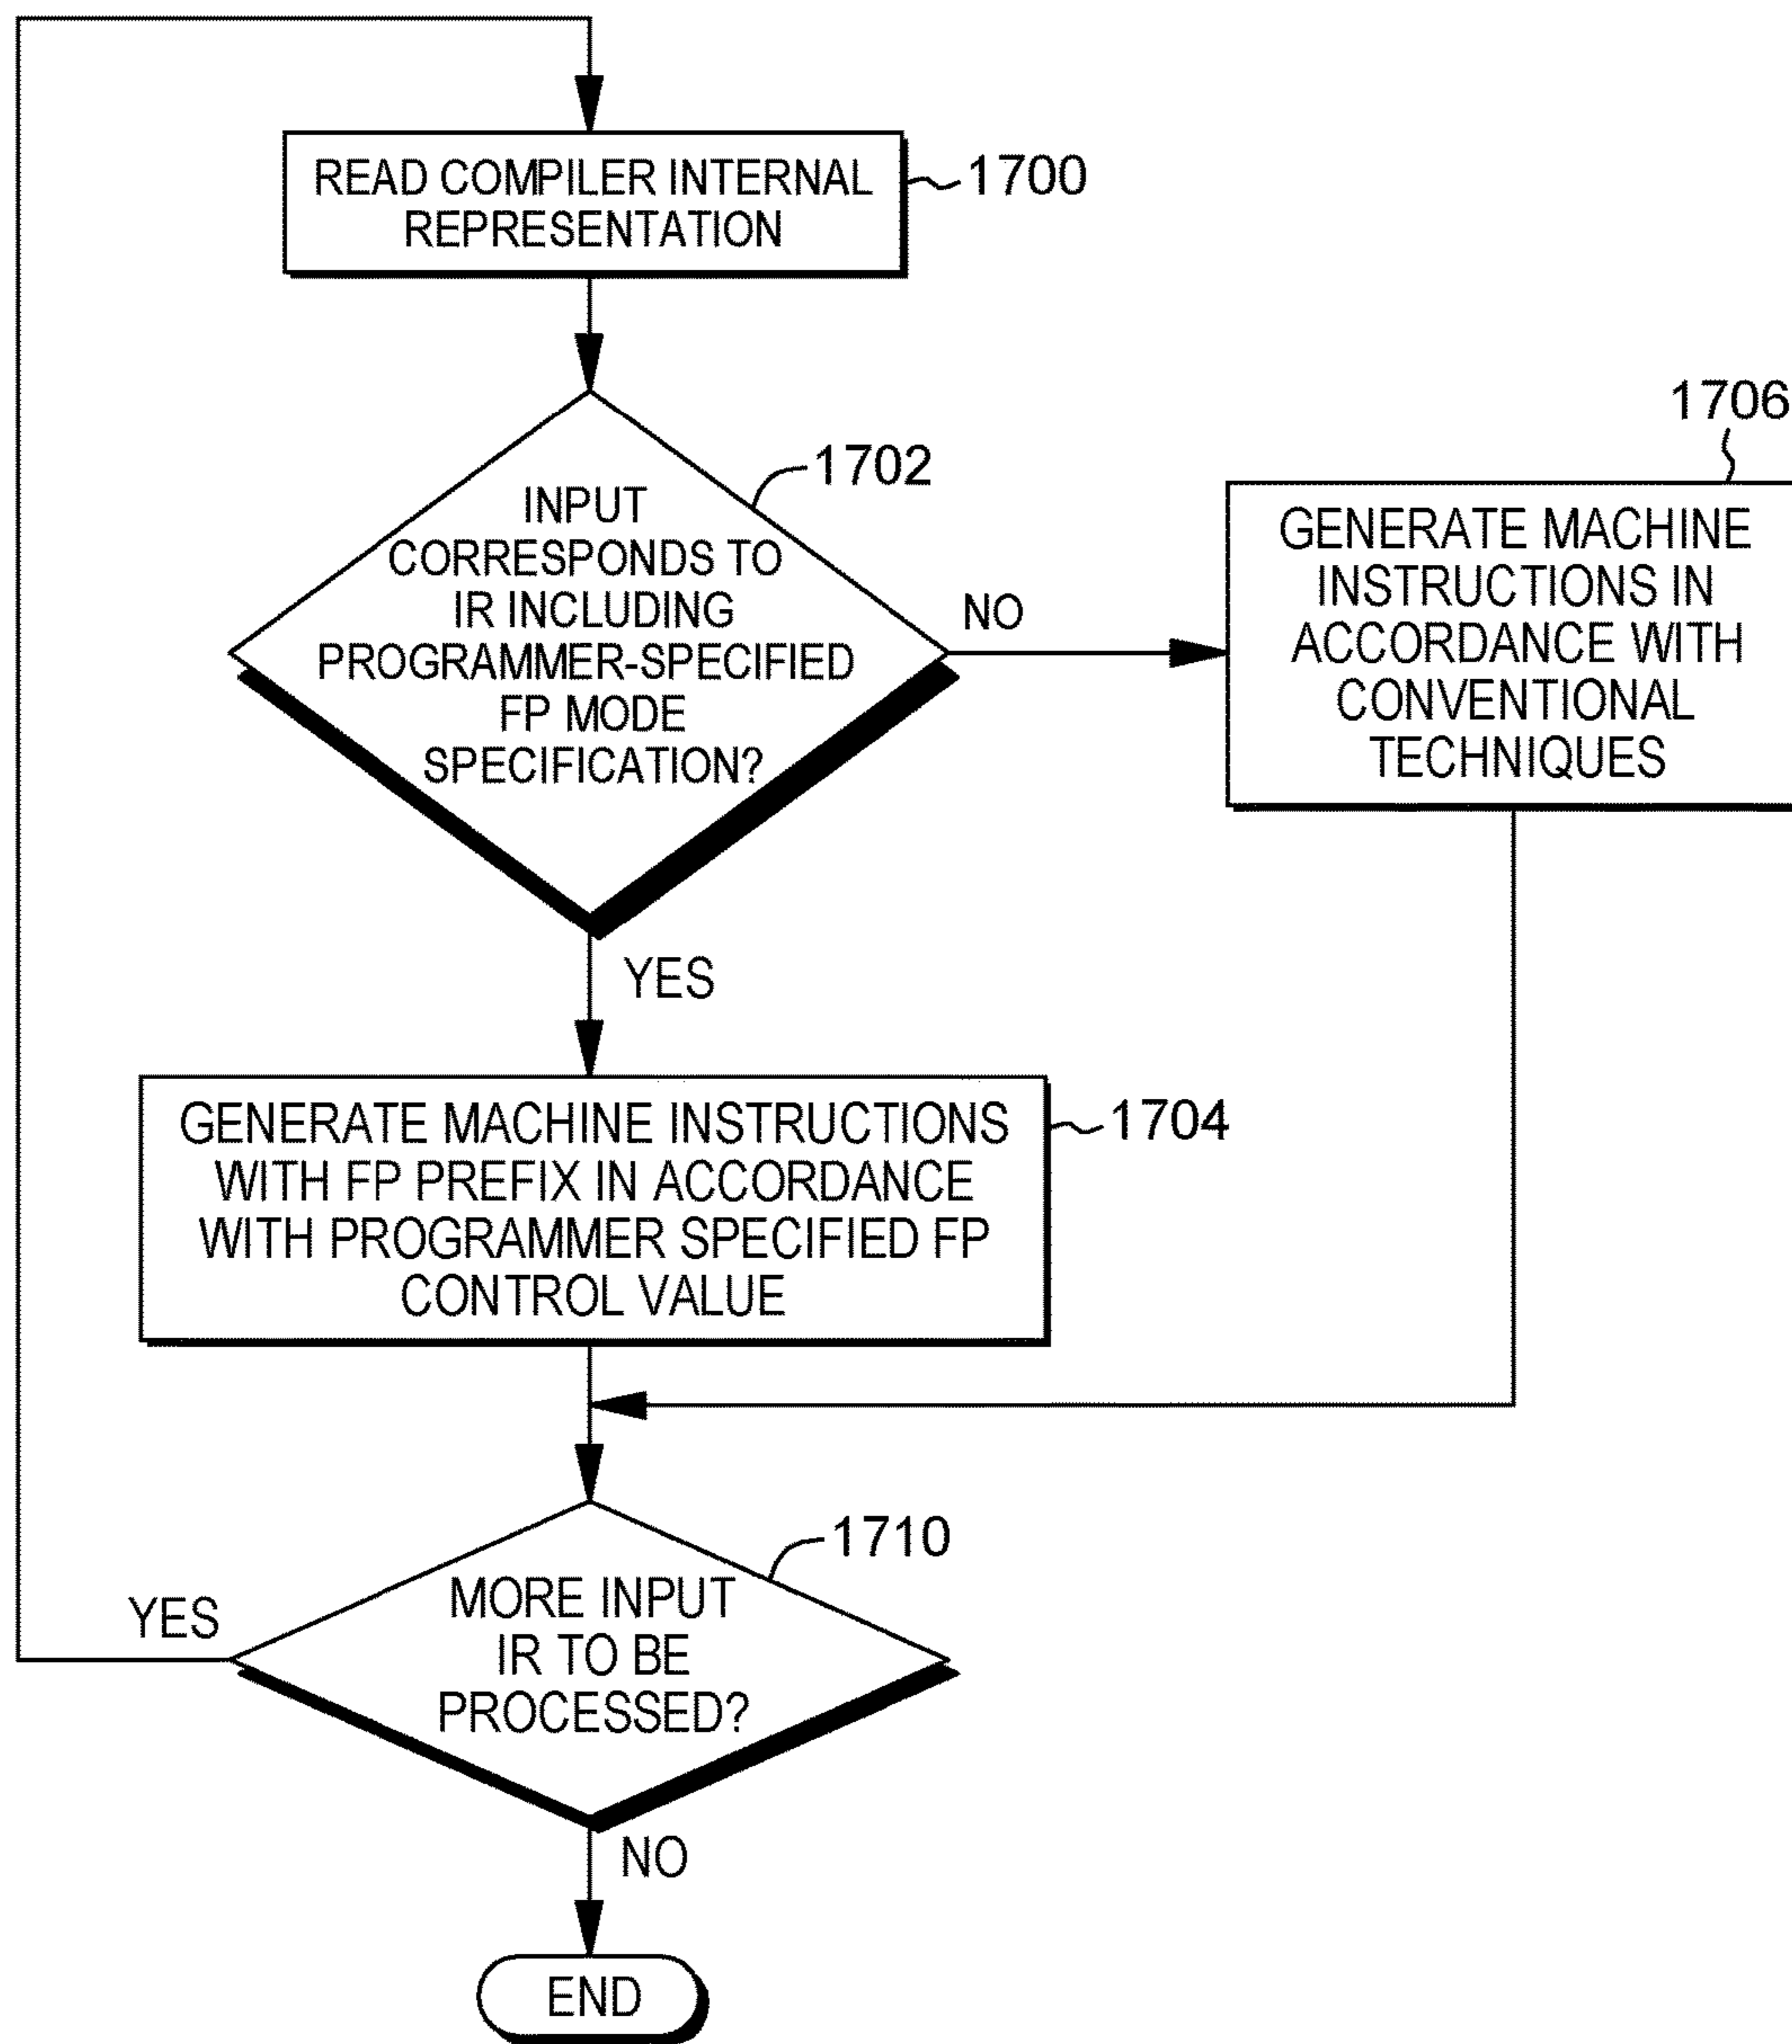 READ COMPILER INTERNAL
REPRESENTATION
1700
1702
INPUT
CORRESPONDS TO
IR INCLUDING
PROGRAMMER-SPECIFIED
FP MODE
SPECIFICATION?
NO
1706
GENERATE MACHINE
INSTRUCTIONS IN
ACCORDANCE WITH
CONVENTIONAL
TECHNIQUES
YES
GENERATE MACHINE INSTRUCTIONS
WITH FP PREFIX IN ACCORDANCE
WITH PROGRAMMER SPECIFIED FP
CONTROL VALUE
1704
1710
MORE INPUT
IR TO BE
PROCESSED?
YES
NO
END